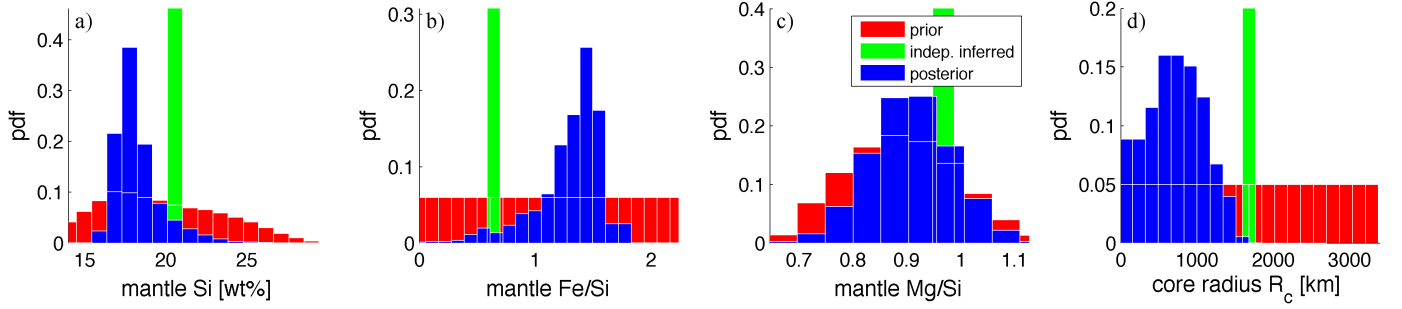 a)
0.4
0.3
0.2
0.1
0
pdf
15
20
25
mantle Si [wt%]
b)
0.3
0.2
0.1
0
pdf
0
1
2
mantle Fe/Si
c)
0.4
0.3
0.2
0.1
0
pdf
0.7
0.8
0.9
1
1.1
mantle Mg/Si
prior
indep. inferred
posterior
d)
0.2
0.15
0.1
0.05
0
pdf
0
1000
2000
3000
core radius R_c [km]